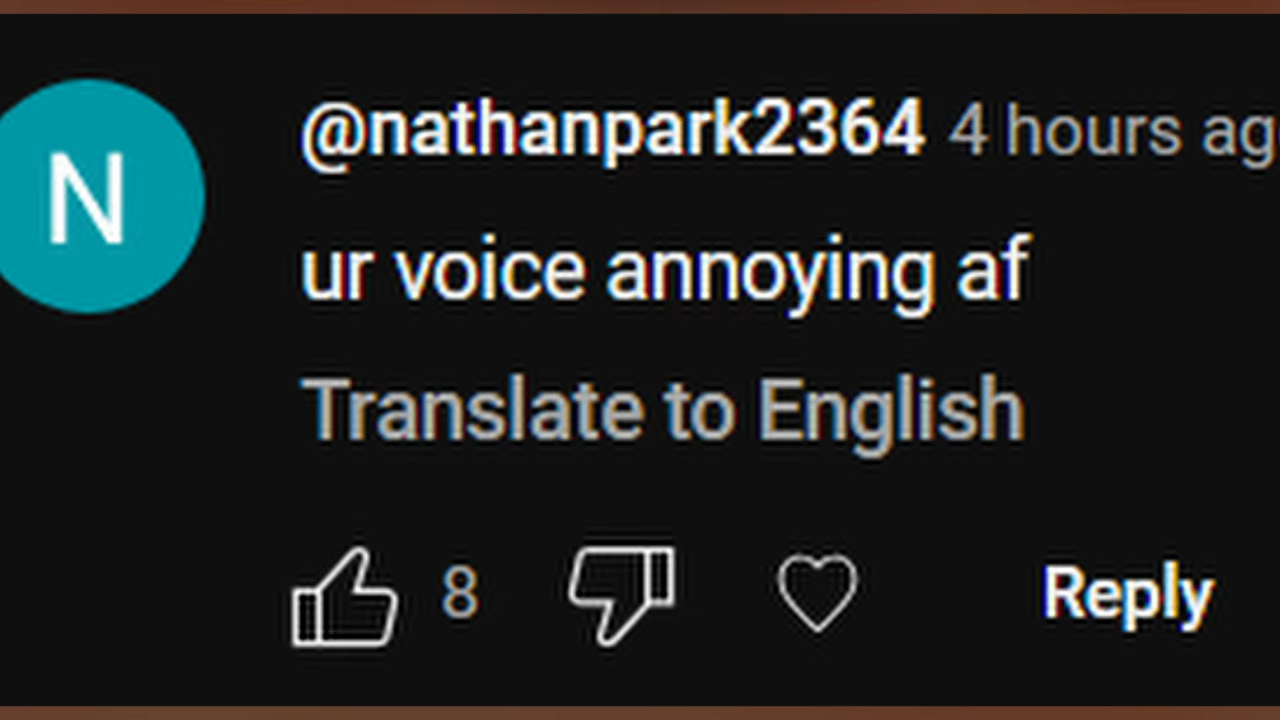 N
@nathanpark2364 4 hours ag
ur voice annoying af
Translate to English
8
Reply